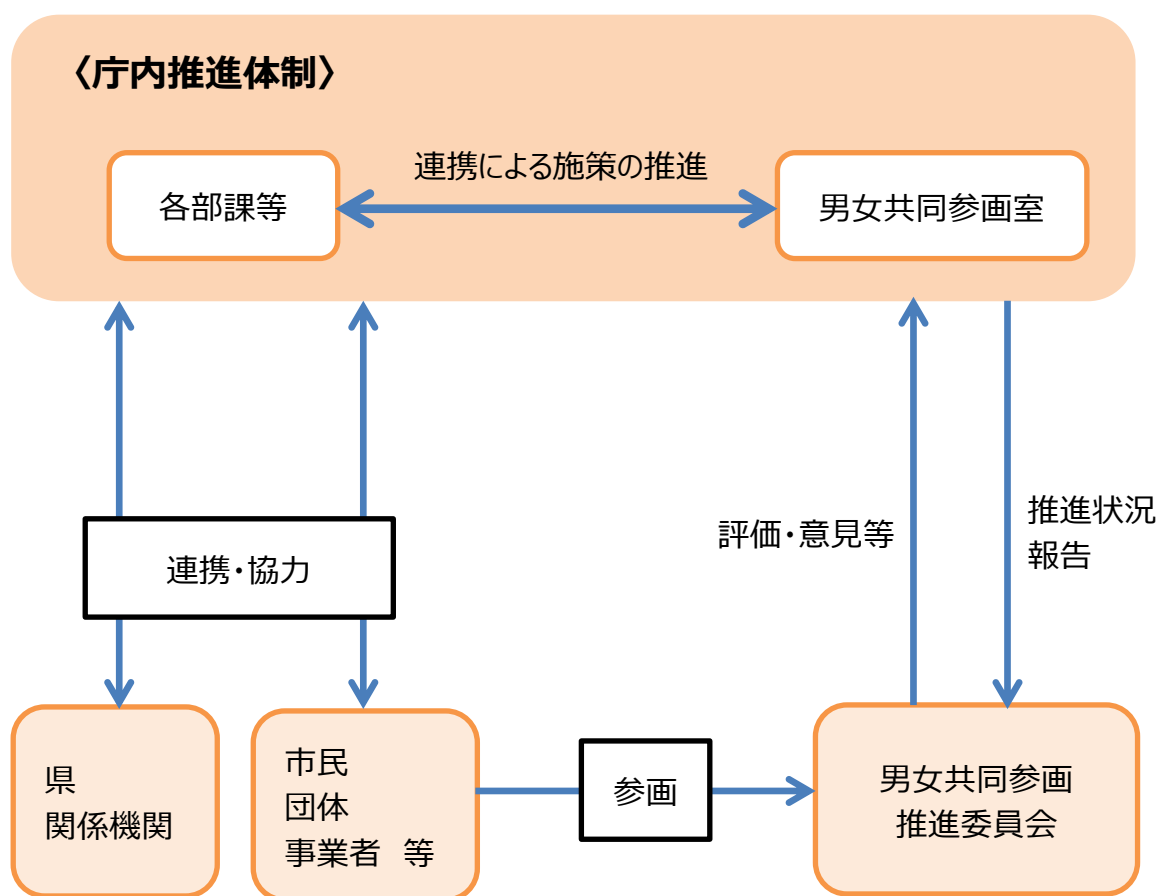 〈庁内推進体制〉
連携による施策の推進
各部課等
男女共同参画室
評価・意見等
推進状況
報告
連携・協力
県
関係機関
市民
団体
事業者　等
参画
男女共同参画
推進委員会